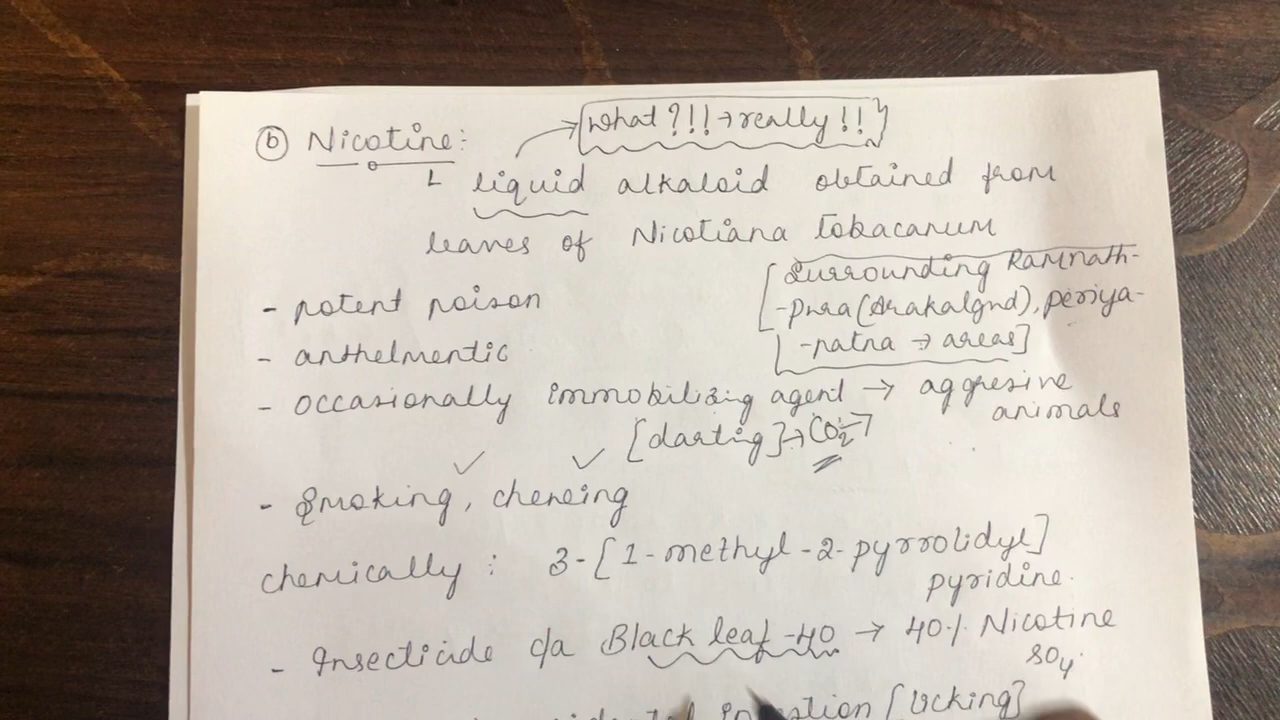 ⓑ Nicotine:
[what ?!!! → really !!]
L liquid alkaloid obtained from
leaves of Nicotiana tobacanum
[Surrounding Ramnath-
-pura (Arakalgud), periya-
-patna → areas]
- potent poison
- anthelmentic
- occasionally immobilizing agent → aggresive
animals
[darting] → CO₂ →
✓ ✓
- Smoking, chewing
chemically : 3-[1-methyl-2-pyrrolidyl]
pyridine.
- Insecticide c/a Black leaf -40 → 40% Nicotine
SO₄.
[licking]